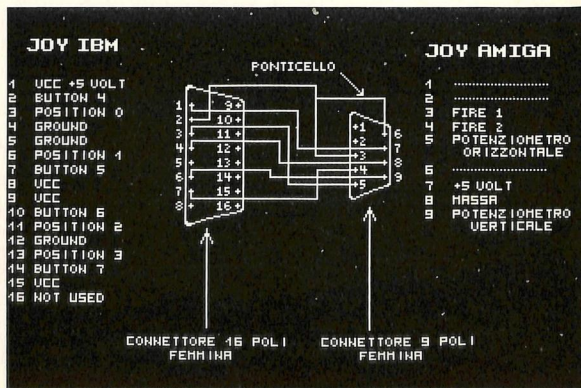 JOY IBM
1 VCC +5 VOLT
2 BUTTON 4
3 POSITION 0
4 GROUND
5 GROUND
6 POSITION 1
7 BUTTON 5
8 VCC
9 VCC
10 BUTTON 6
11 POSITION 2
12 GROUND
13 POSITION 3
14 BUTTON 7
15 VCC
16 NOT USED
PONTICELLO
1 9
2 10
3 11
4 12
5 13
6 14
7 15
8 16
1 6
2 7
3 8
4 9
5
CONNETTORE 16 POLI
FEMMINA
CONNETTORE 9 POLI
FEMMINA
JOY AMIGA
1 ....................
2 ....................
3 FIRE 1
4 FIRE 2
5 POTENZIOMETRO
ORIZZONTALE
6 ....................
7 +5 VOLT
8 MASSA
9 POTENZIOMETRO
VERTICALE